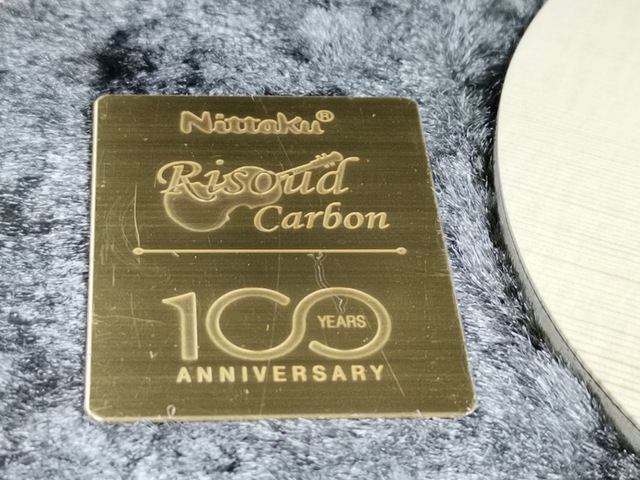 Nittaku®
Risoud
Carbon
100
YEARS
ANNIVERSARY